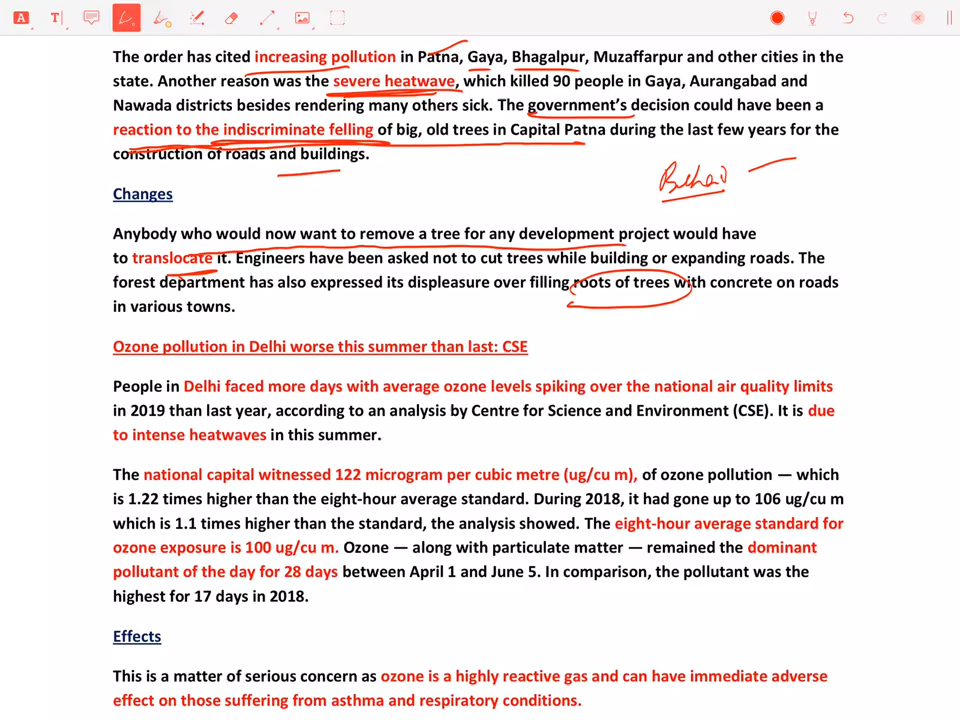 A T
The order has cited increasing pollution in Patna, Gaya, Bhagalpur, Muzaffarpur and other cities in the
state. Another reason was the severe heatwave, which killed 90 people in Gaya, Aurangabad and
Nawada districts besides rendering many others sick. The government's decision could have been a
reaction to the indiscriminate felling of big, old trees in Capital Patna during the last few years for the
construction of roads and buildings.
Changes
Anybody who would now want to remove a tree for any development project would have
to translocate it. Engineers have been asked not to cut trees while building or expanding roads. The
forest department has also expressed its displeasure over filling roots of trees with concrete on roads
in various towns.
Ozone pollution in Delhi worse this summer than last: CSE
People in Delhi faced more days with average ozone levels spiking over the national air quality limits
in 2019 than last year, according to an analysis by Centre for Science and Environment (CSE). It is due
to intense heatwaves in this summer.
The national capital witnessed 122 microgram per cubic metre (ug/cu m), of ozone pollution — which
is 1.22 times higher than the eight-hour average standard. During 2018, it had gone up to 106 ug/cu m
which is 1.1 times higher than the standard, the analysis showed. The eight-hour average standard for
ozone exposure is 100 ug/cu m. Ozone — along with particulate matter — remained the dominant
pollutant of the day for 28 days between April 1 and June 5. In comparison, the pollutant was the
highest for 17 days in 2018.
Effects
This is a matter of serious concern as ozone is a highly reactive gas and can have immediate adverse
effect on those suffering from asthma and respiratory conditions.